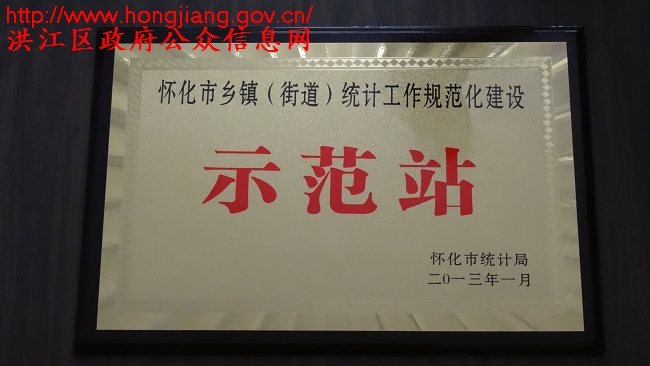 http://www.hongjiang.gov.cn/
洪江区政府公众信息网
怀化市乡镇（街道）统计工作规范化建设
示范站
怀化市统计局
二0一三年一月